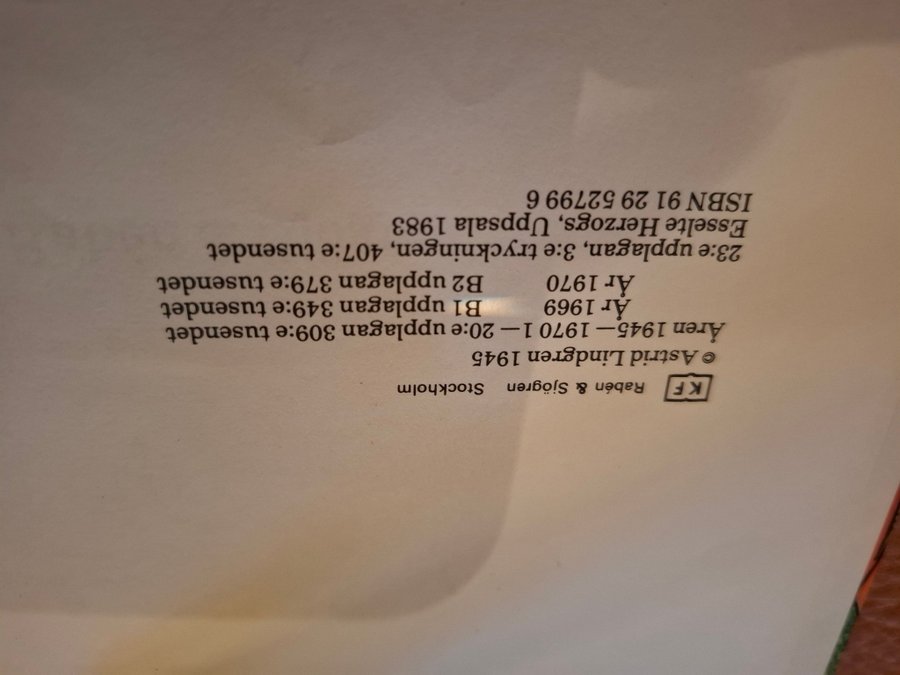 KF Rabén & Sjögren Stockholm
© Astrid Lindgren 1945
Åren 1945—1970 1—20:e upplagan 309:e tusendet
År 1969 B1 upplagan 349:e tusendet
År 1970 B2 upplagan 379:e tusendet
23:e upplagan, 3:e tryckningen, 407:e tusendet
Esselte Herzogs, Uppsala 1983
ISBN 91 29 52799 6